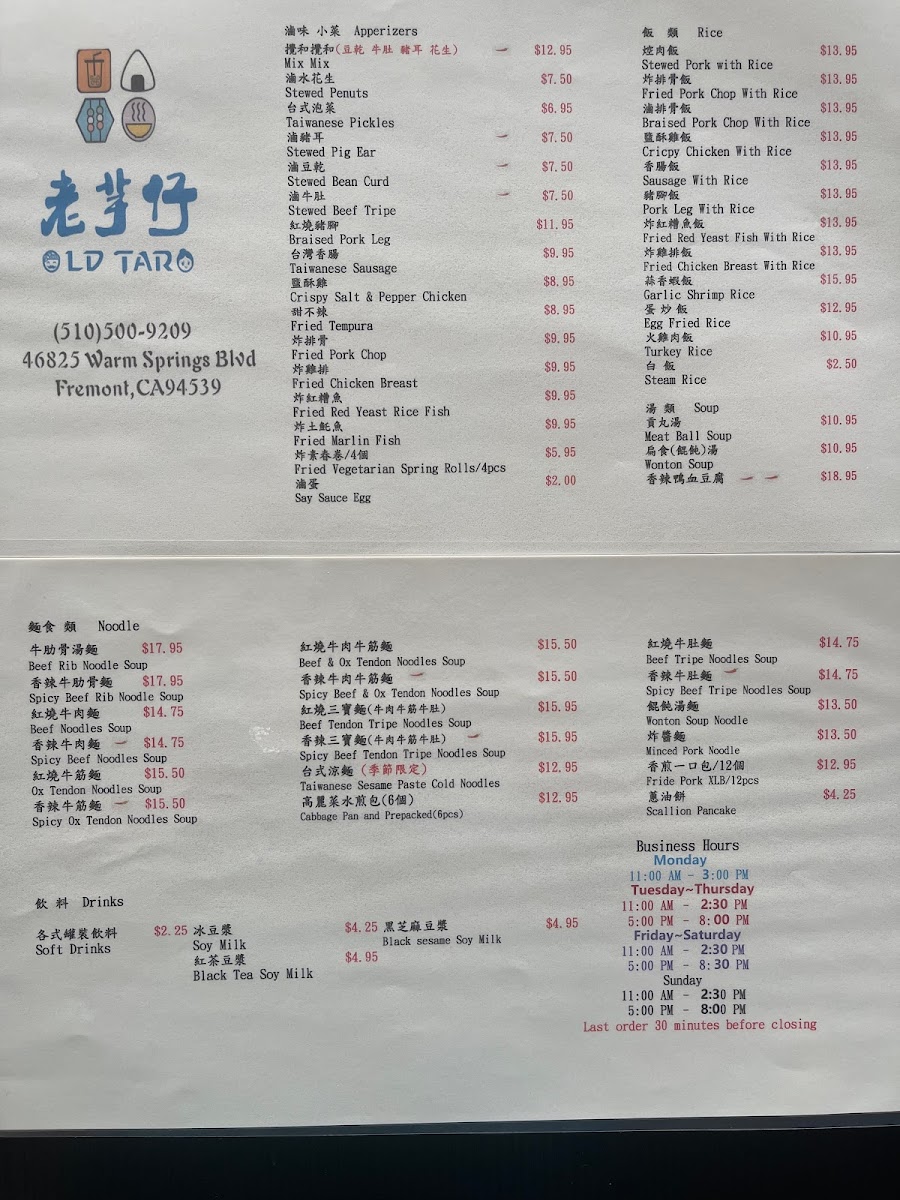 老芋仔
OLD TARO
(510)500-9209
46825 Warm Springs Blvd
Fremont,CA94539
滷味 小菜 Apperizers
攪和攪和(豆乾 牛肚 豬耳 花生) $12.95
Mix Mix
滷水花生 $7.50
Stewed Penuts
台式泡菜 $6.95
Taiwanese Pickles
滷豬耳 $7.50
Stewed Pig Ear
滷豆乾 $7.50
Stewed Bean Curd
滷牛肚 $7.50
Stewed Beef Tripe
紅燒豬腳 $11.95
Braised Pork Leg
台灣香腸 $9.95
Taiwanese Sausage
鹽酥雞 $8.95
Crispy Salt & Pepper Chicken
甜不辣 $8.95
Fried Tempura
炸排骨 $9.95
Fried Pork Chop
炸雞排 $9.95
Fried Chicken Breast
炸紅糟魚 $9.95
Fried Red Yeast Rice Fish
炸土魠魚 $9.95
Fried Marlin Fish
炸素春卷/4個 $5.95
Fried Vegetarian Spring Rolls/4pcs
滷蛋 $2.00
Say Sauce Egg
飯 類 Rice
焢肉飯 $13.95
Stewed Pork with Rice
炸排骨飯 $13.95
Fried Pork Chop With Rice
滷排骨飯 $13.95
Braised Pork Chop With Rice
鹽酥雞飯 $13.95
Cricpy Chicken With Rice
香腸飯 $13.95
Sausage With Rice
豬腳飯 $13.95
Pork Leg With Rice
炸紅糟魚飯 $13.95
Fried Red Yeast Fish With Rice
炸雞排飯 $13.95
Fried Chicken Breast With Rice
蒜香蝦飯 $15.95
Garlic Shrimp Rice
蛋 炒 飯 $12.95
Egg Fried Rice
火雞肉飯 $10.95
Turkey Rice
白 飯 $2.50
Steam Rice
湯 類 Soup
貢丸湯 $10.95
Meat Ball Soup
扁食(餛飩)湯 $10.95
Wonton Soup
香辣鴨血豆腐 $18.95
麵食 類 Noodle
牛肋骨湯麵 $17.95
Beef Rib Noodle Soup
香辣牛肋骨麵 $17.95
Spicy Beef Rib Noodle Soup
紅燒牛肉麵 $14.75
Beef Noodles Soup
香辣牛肉麵 $14.75
Spicy Beef Noodles Soup
紅燒牛筋麵 $15.50
Ox Tendon Noodles Soup
香辣牛筋麵 $15.50
Spicy Ox Tendon Noodles Soup
紅燒牛肉牛筋麵 $15.50
Beef & Ox Tendon Noodles Soup
香辣牛肉牛筋麵 $15.50
Spicy Beef & Ox Tendon Noodles Soup
紅燒三寶麵(牛肉牛筋牛肚) $15.95
Beef Tendon Tripe Noodles Soup
香辣三寶麵(牛肉牛筋牛肚) $15.95
Spicy Beef Tendon Tripe Noodles Soup
台式涼麵 (季節限定) $12.95
Taiwanese Sesame Paste Cold Noodles
高麗菜水煎包(6個) $12.95
Cabbage Pan and Prepacked(6pcs)
紅燒牛肚麵 $14.75
Beef Tripe Noodles Soup
香辣牛肚麵 $14.75
Spicy Beef Tripe Noodles Soup
餛飩湯麵 $13.50
Wonton Soup Noodle
炸醬麵 $13.50
Minced Pork Noodle
香煎一口包/12個 $12.95
Fride Pork XLB/12pcs
蔥油餅 $4.25
Scallion Pancake
飲 料 Drinks
各式罐裝飲料 $2.25
Soft Drinks
冰豆漿 $4.25
Soy Milk
紅茶豆漿 $4.95
Black Tea Soy Milk
黑芝麻豆漿 $4.95
Black sesame Soy Milk
Business Hours
Monday
11:00 AM - 3:00 PM
Tuesday~Thursday
11:00 AM - 2:30 PM
5:00 PM - 8:00 PM
Friday~Saturday
11:00 AM - 2:30 PM
5:00 PM - 8:30 PM
Sunday
11:00 AM - 2:30 PM
5:00 PM - 8:00 PM
Last order 30 minutes before closing